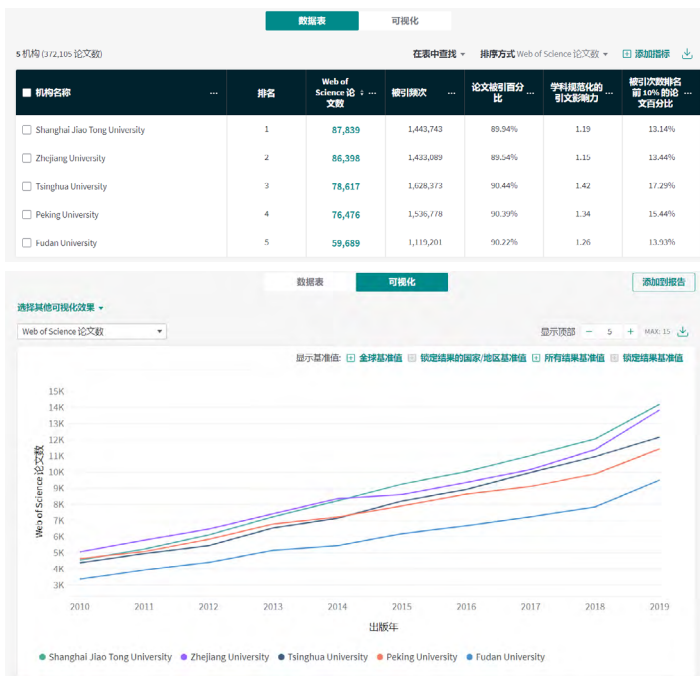 数据表 可视化
5 机构 (372,105 论文数) 在表中查找 排序方式 Web of Science 论文数 添加指标
机构名称 ... 排名 Web of Science 论文数 ... 被引频次 ... 论文被引百分比 ... 学科规范化的引文影响力 ... 被引次数排名前 10% 的论文百分比 ...
Shanghai Jiao Tong University 1 87,839 1,443,743 89.94% 1.19 13.14%
Zhejiang University 2 86,398 1,433,089 89.54% 1.15 13.44%
Tsinghua University 3 78,617 1,628,373 90.44% 1.42 17.29%
Peking University 4 76,476 1,536,778 90.39% 1.34 15.44%
Fudan University 5 59,689 1,119,201 90.22% 1.26 13.93%
数据表 可视化 添加到报告
选择其他可视化效果
Web of Science 论文数 显示顶部 − 5 + MAX: 15
显示基准值: 全球基准值 锁定结果的国家/地区基准值 所有结果基准值 锁定结果基准值
15K
14K
13K
12K
11K
10K
9K
8K
7K
6K
5K
4K
3K
Web of Science 论文数
2010 2011 2012 2013 2014 2015 2016 2017 2018 2019
出版年
Shanghai Jiao Tong University Zhejiang University Tsinghua University Peking University Fudan University